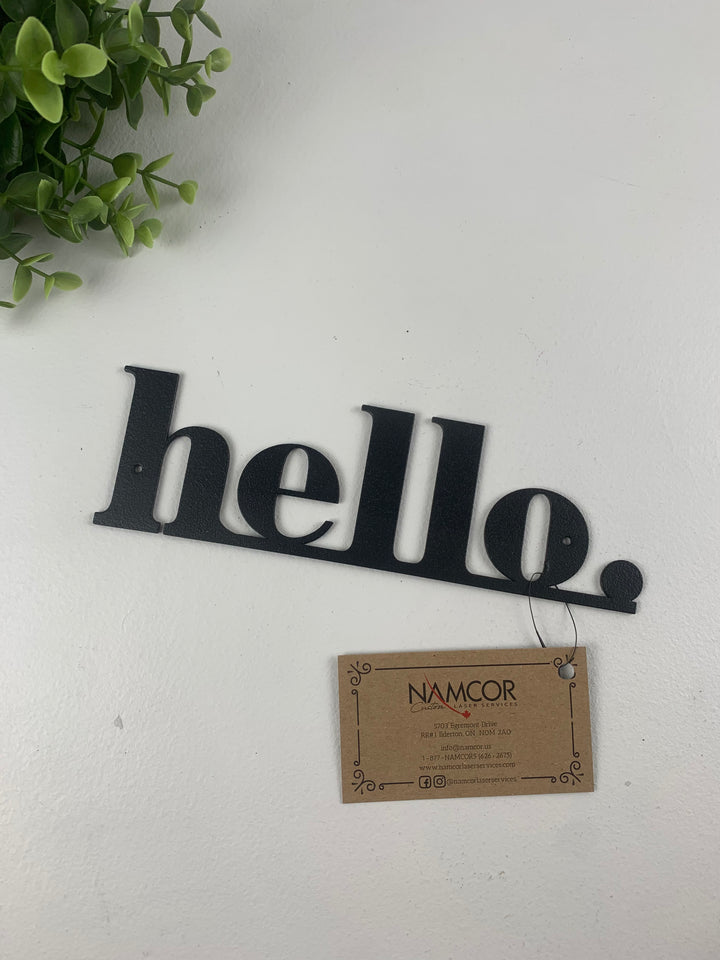 hello.
NAMCOR
Custom LASER SERVICES
5703 Egremont Drive
RR#1 Ilderton, ON N0M 2A0
info@namcor.us
1-877-NAMCOR5 (626-2675)
www.namcorlaserservices.com
@namcorlaserservices